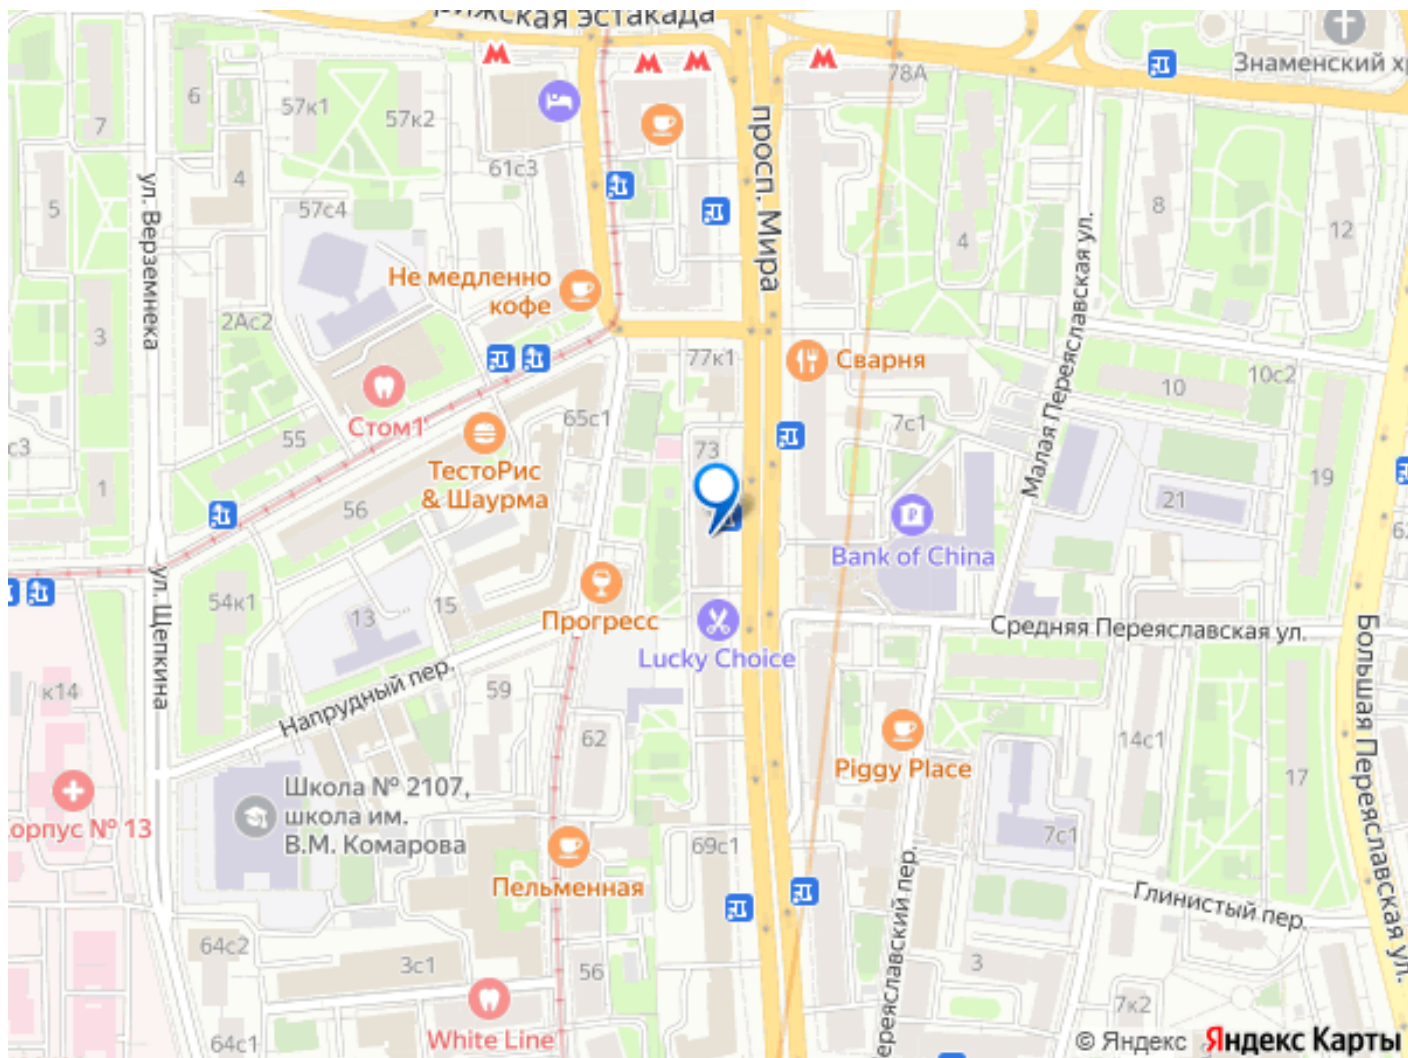 Рижская эстакада
Знаменский
78А
6
57к1
57к2
7
61с3
4
5
57с4
8
4
12
просп. Мира
ул. Верземнека
Малая Переяславская ул.
Не медленно
кофе
2Ас2
3
77к1
Сварня
10
10с2
65с1
7с1
Стом1
55
73
с3
ТестоРис
& Шаурма
1
19
21
56
Bank of China
ул. Щепкина
54к1
13
15
Прогресс
Средняя Переяславская ул.
Большая Переяславская ул.
Lucky Choice
Напрудный пер.
к14
59
62
14с1
17
Piggy Place
Школа № 2107,
школа им.
В.М. Комарова
орпус № 13
7с1
69с1
Пельменная
Глинистый пер.
ереяславский пер.
64с2
3с1
56
3
7к2
White Line
64с1
© Яндекс Яндекс Карты